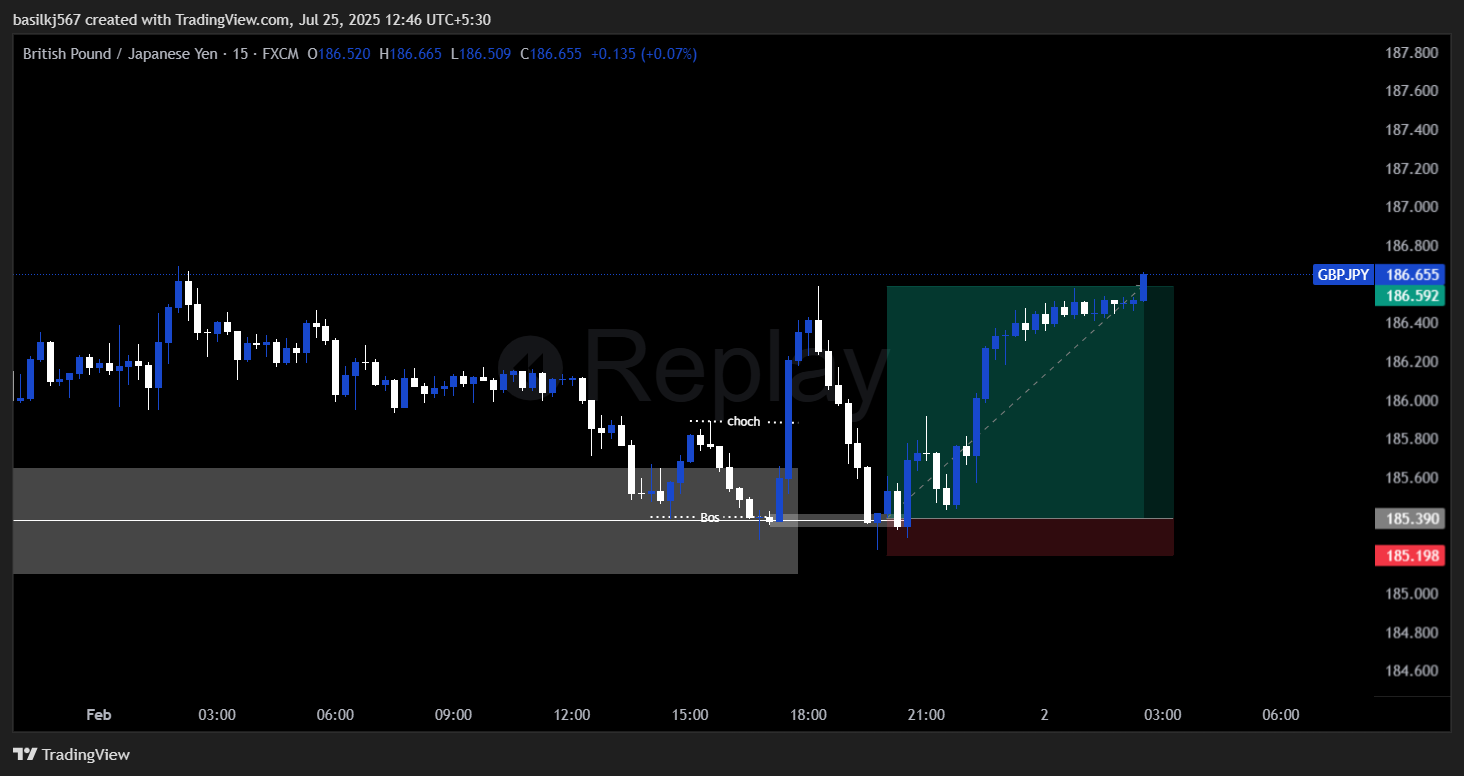 basilkj567 created with TradingView.com, Jul 25, 2025 12:46 UTC+5:30
British Pound / Japanese Yen · 15 · FXCM O186.520 H186.665 L186.509 C186.655 +0.135 (+0.07%)
187.800
187.600
187.400
187.200
187.000
186.800
GBPJPY 186.655
186.592
186.400
186.200
186.000
185.800
185.600
185.390
185.198
185.000
184.800
184.600
Replay
choch
Bos
Feb 03:00 06:00 09:00 12:00 15:00 18:00 21:00 2 03:00 06:00
TradingView